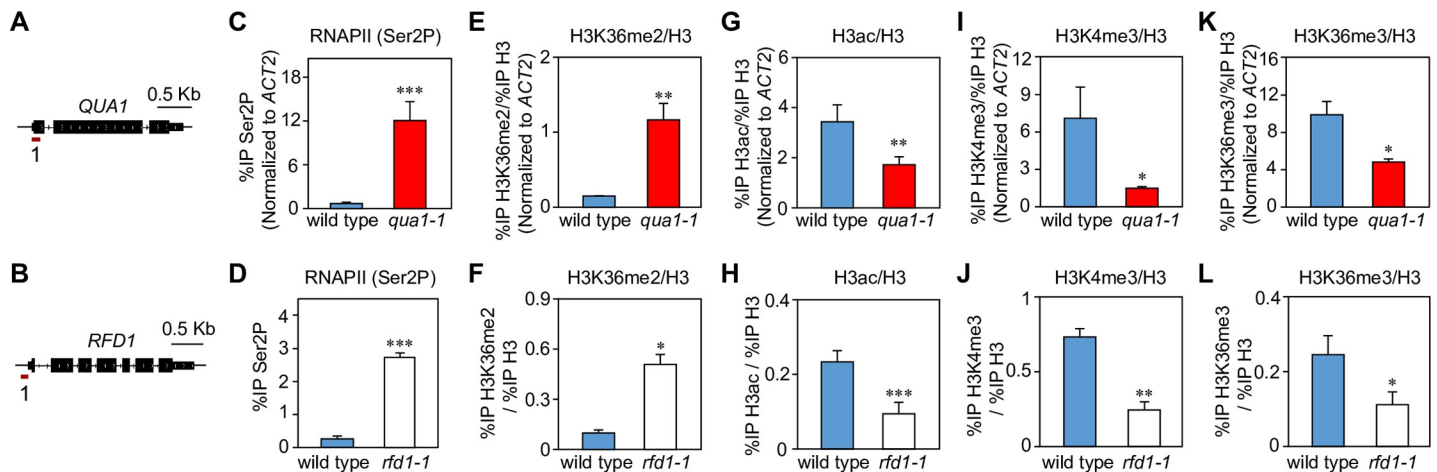 A
QUA1
0.5 Kb
1
C
RNAPII (Ser2P)
%IP Ser2P
(Normalized to ACT2)
18
12
6
0
***
wild type qua1-1
E
H3K36me2/H3
%IP H3K36me2/%IP H3
(Normalized to ACT2)
2
1
0
**
wild type qua1-1
G
H3ac/H3
%IP H3ac/%IP H3
(Normalized to ACT2)
6
4
2
0
**
wild type qua1-1
I
H3K4me3/H3
%IP H3K4me3/%IP H3
(Normalized to ACT2)
12
9
6
3
0
*
wild type qua1-1
K
H3K36me3/H3
%IP H3K36me3/%IP H3
(Normalized to ACT2)
16
12
8
4
0
*
wild type qua1-1
B
RFD1
0.5 Kb
1
D
RNAPII (Ser2P)
%IP Ser2P
4
3
2
1
0
***
wild type rfd1-1
F
H3K36me2/H3
%IP H3K36me2
/ %IP H3
0.9
0.6
0.3
0
*
wild type rfd1-1
H
H3ac/H3
%IP H3ac / %IP H3
0.4
0.2
0
***
wild type rfd1-1
J
H3K4me3/H3
%IP H3K4me3
/ %IP H3
1
0.5
0
**
wild type rfd1-1
L
H3K36me3/H3
%IP H3K36me3
/ %IP H3
0.4
0.2
0
*
wild type rfd1-1